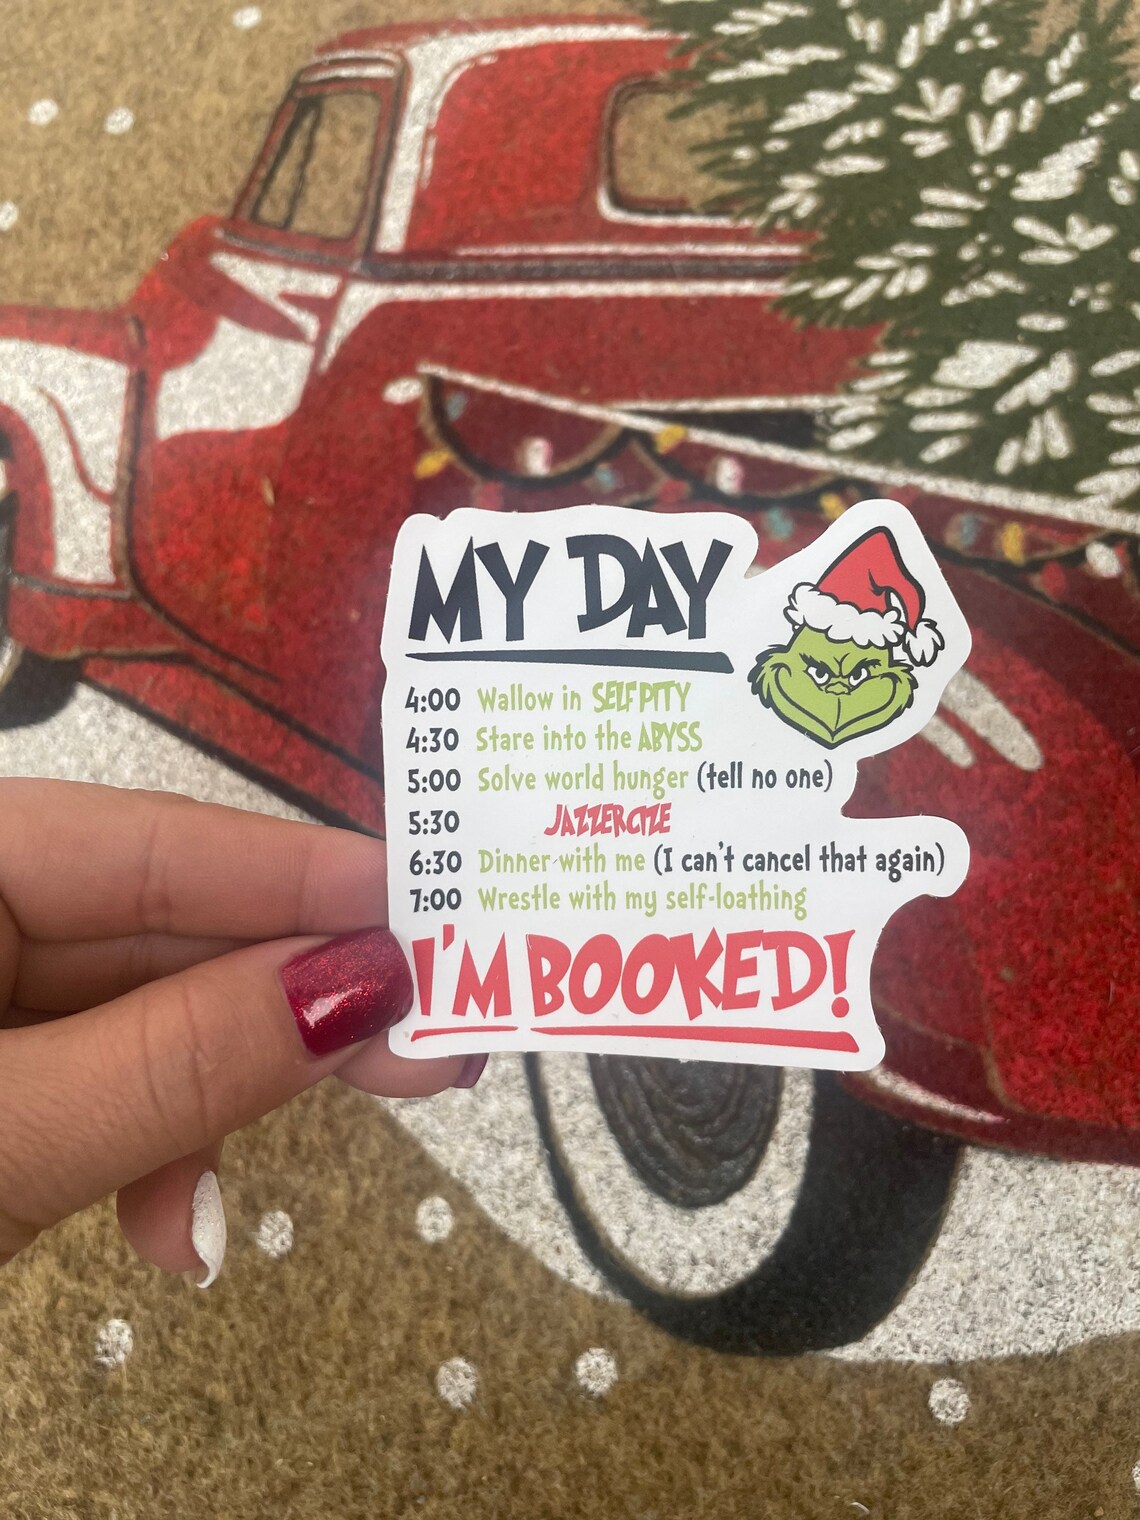 MY DAY
4:00 Wallow in SELF PITY
4:30 Stare into the ABYSS
5:00 Solve world hunger (tell no one)
5:30 JAZZERCIZE
6:30 Dinner with me (I can't cancel that again)
7:00 Wrestle with my self-loathing
I'M BOOKED!